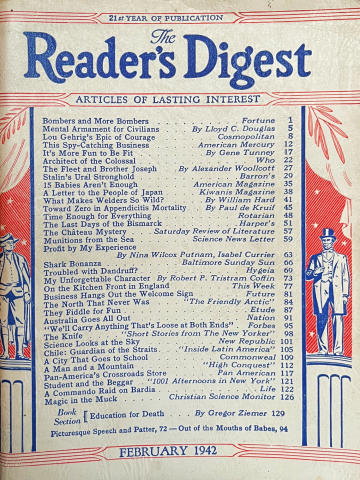 21st YEAR OF PUBLICATION
The
Reader's Digest
ARTICLES OF LASTING INTEREST
Bombers and More Bombers Fortune 1
Mental Armament for Civilians By Lloyd C. Douglas 5
Lou Gehrig's Epic of Courage Cosmopolitan 8
This Spy-Catching Business American Mercury 12
It's More Fun to Be Fit By Gene Tunney 17
Architect of the Colossal Who 22
The Fleet and Brother Joseph By Alexander Woollcott 27
Stalin's Ural Stronghold Barron's 29
15 Babies Aren't Enough American Magazine 35
A Letter to the People of Japan Kiwanis Magazine 38
What Makes Welders So Wild? By William Hard 41
Toward Zero in Appendicitis Mortality By Paul de Kruif 45
Time Enough for Everything Rotarian 48
The Last Days of the Bismarck Harper's 51
The Château Mystery Saturday Review of Literature 57
Munitions from the Sea Science News Letter 59
Profit by My Experience
By Nina Wilcox Putnam, Isabel Currier 63
Shark Bonanza Baltimore Sunday Sun 66
Troubled with Dandruff? Hygeia 60
My Unforgettable Character By Robert P. Tristram Coffin 73
On the Kitchen Front in England This Week 77
Business Hangs Out the Welcome Sign Future 81
The North That Never Was "The Friendly Arctic" 84
They Fiddle for Fun Etude 87
Australia Goes All Out Nation 91
"We'll Carry Anything That's Loose at Both Ends" Forbes 95
The Knife "Short Stories from The New Yorker" 98
Science Looks at the Sky New Republic 101
Chile: Guardian of the Straits "Inside Latin America" 105
A City That Goes to School Commonweal 109
A Man and a Mountain "High Conquest" 112
Pan-America's Crossroads Store Pan American 117
Student and the Beggar "1001 Afternoons in New York" 121
A Commando Raid on Bardia Life 122
Magic in the Muck Christian Science Monitor 126
Book
Section { Education for Death By Gregor Ziemer 129
Picturesque Speech and Patter, 72 — Out of the Mouths of Babes, 94
FEBRUARY 1942